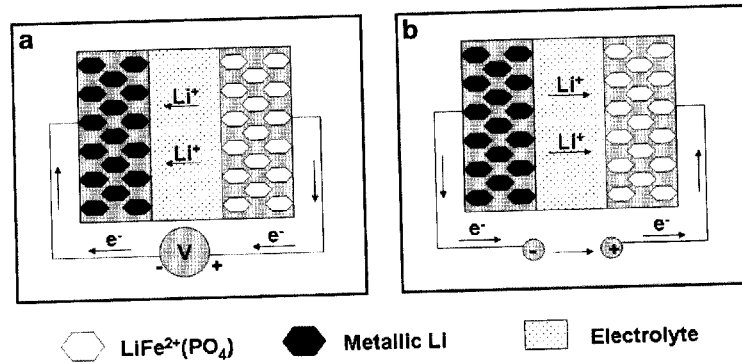 a
Li⁺
Li⁺
e⁻
e⁻
- V +
b
Li⁺
Li⁺
e⁻
- +
e⁻
LiFe²⁺(PO₄)
Metallic Li
Electrolyte